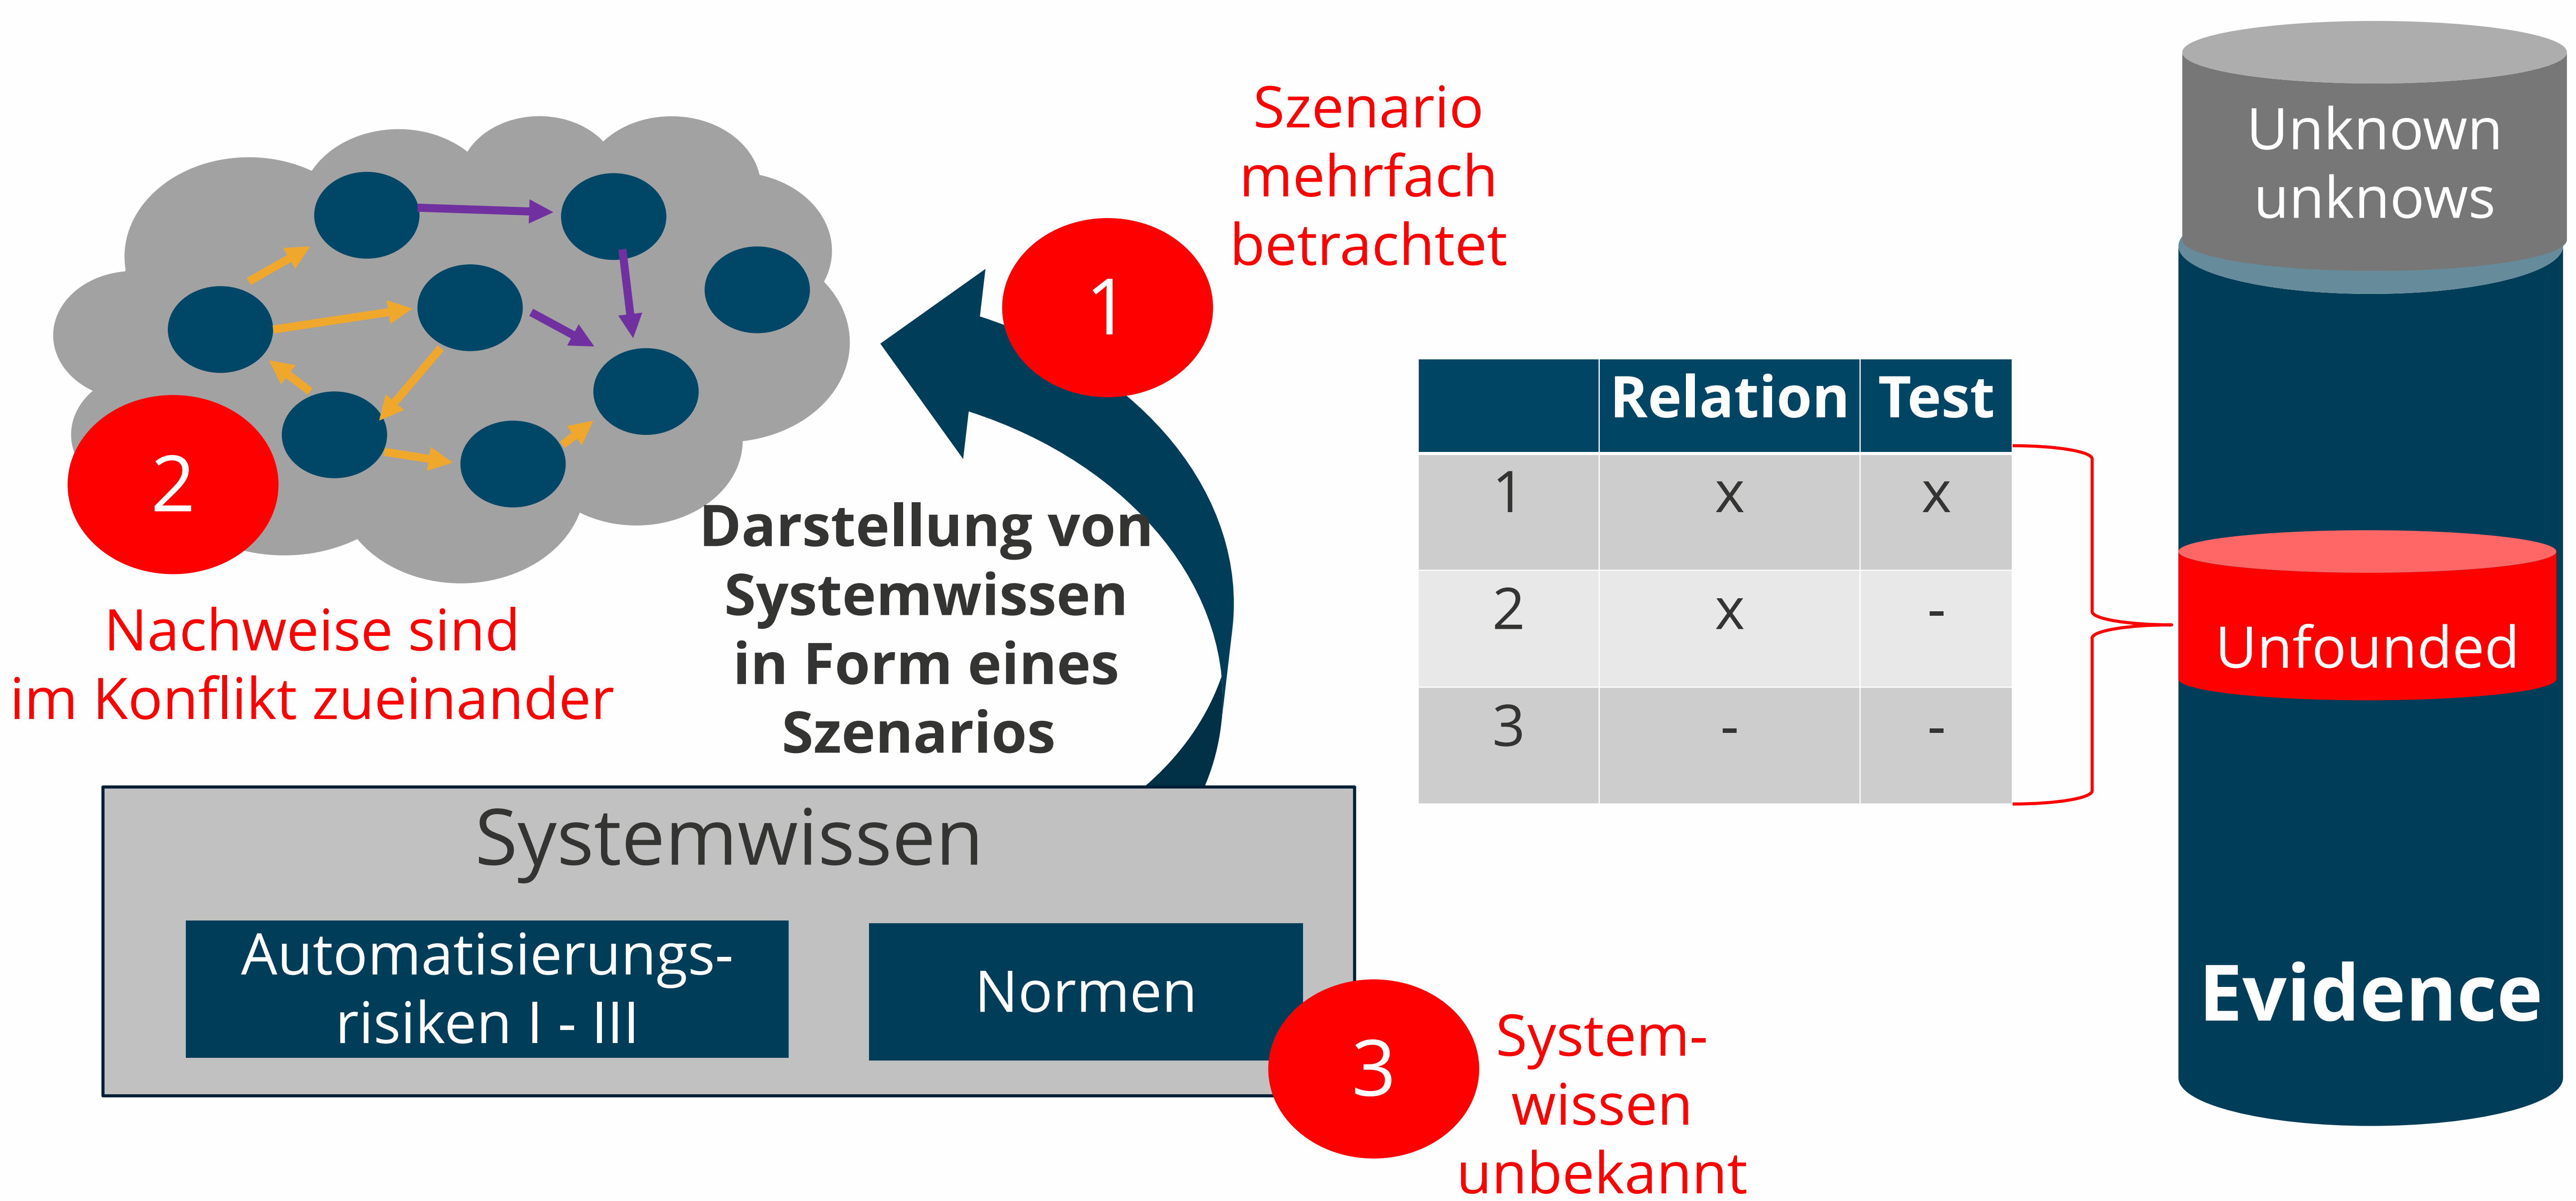 Szenario
mehrfach
betrachtet
1
2
Nachweise sind
im Konflikt zueinander
Darstellung von
Systemwissen
in Form eines
Szenarios
Systemwissen
Automatisierungs-
risiken I - III
Normen
3
System-
wissen
unbekannt
Relation Test
1 x x
2 x -
3 - -
Unknown
unknows
Unfounded
Evidence